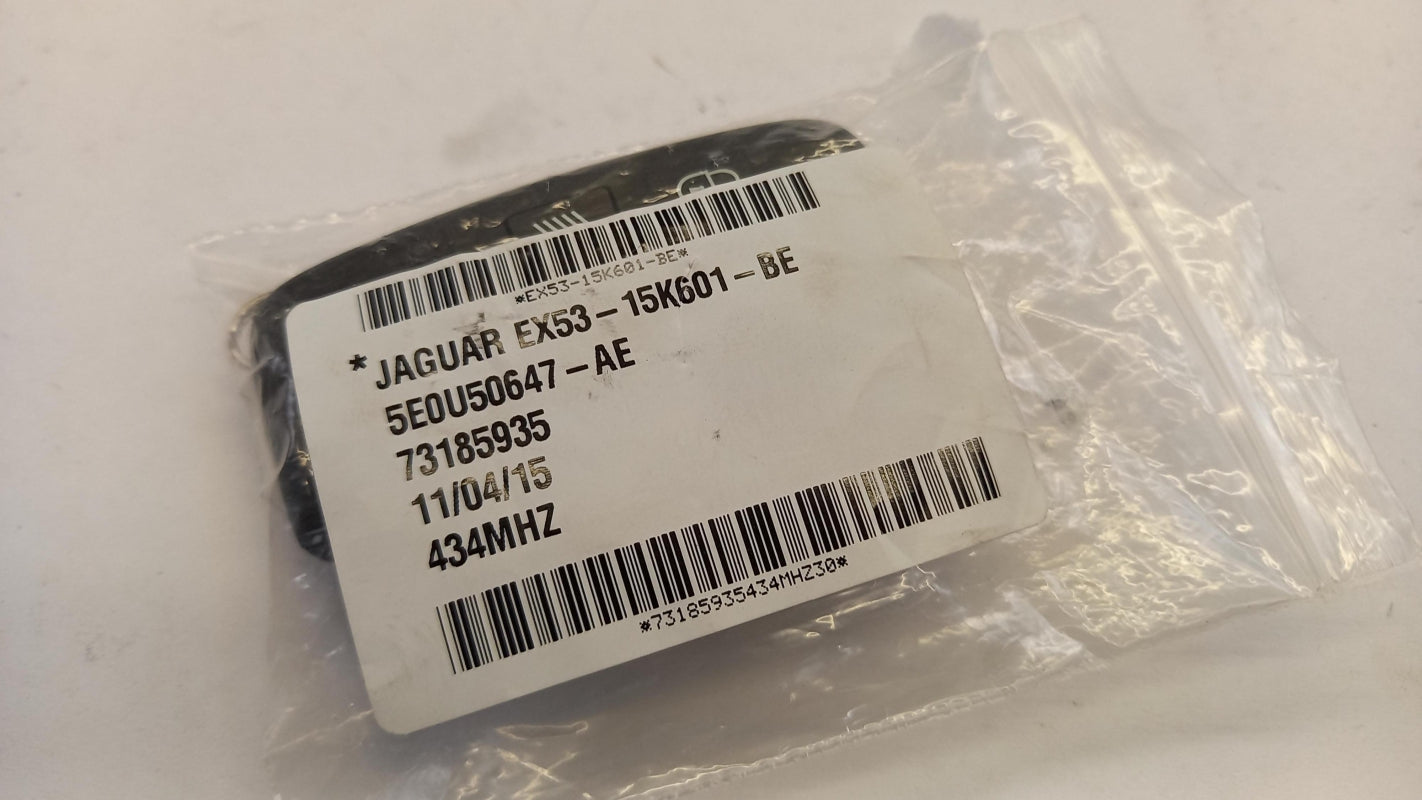 *EX53-15K601-BE*
* JAGUAR EX53-15K601-BE
5E0U50647-AE
73185935
11/04/15
434MHZ
*73185935434MHZ30*